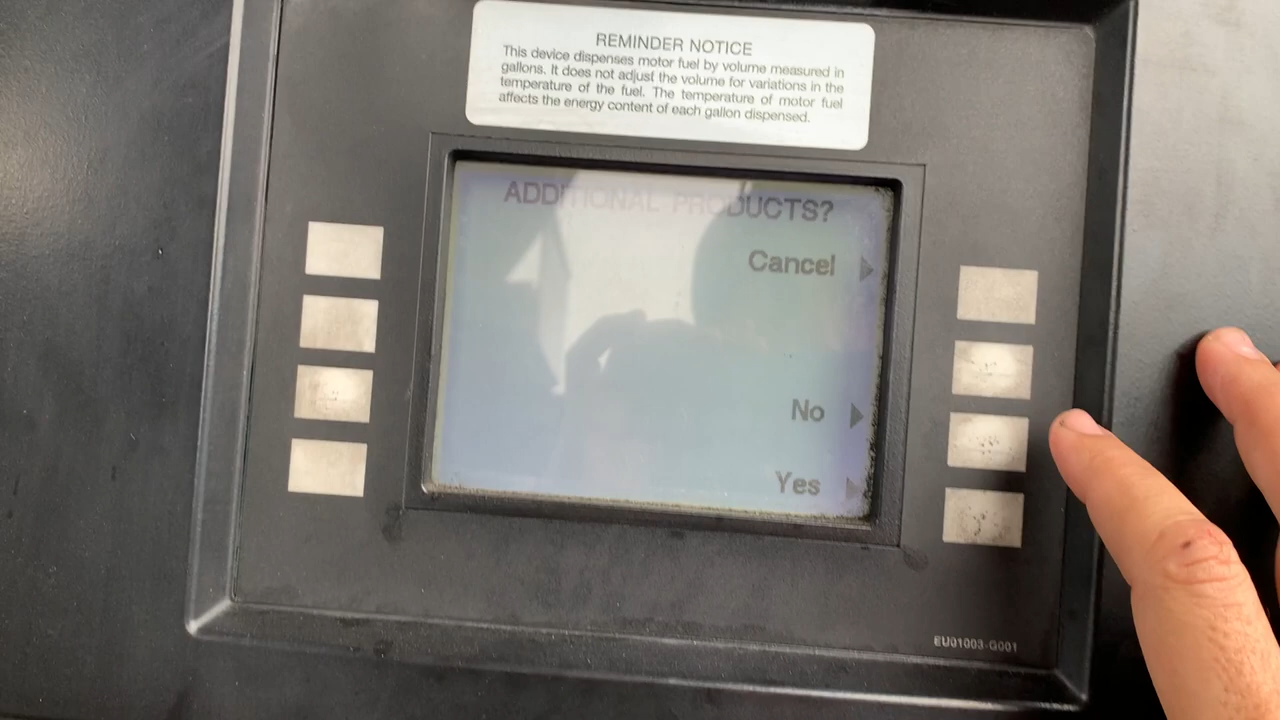 REMINDER NOTICE
This device dispenses motor fuel by volume measured in
gallons. It does not adjust the volume for variations in the
temperature of the fuel. The temperature of motor fuel
affects the energy content of each gallon dispensed.
ADDITIONAL PRODUCTS?
Cancel
No
Yes
EU01003-G001